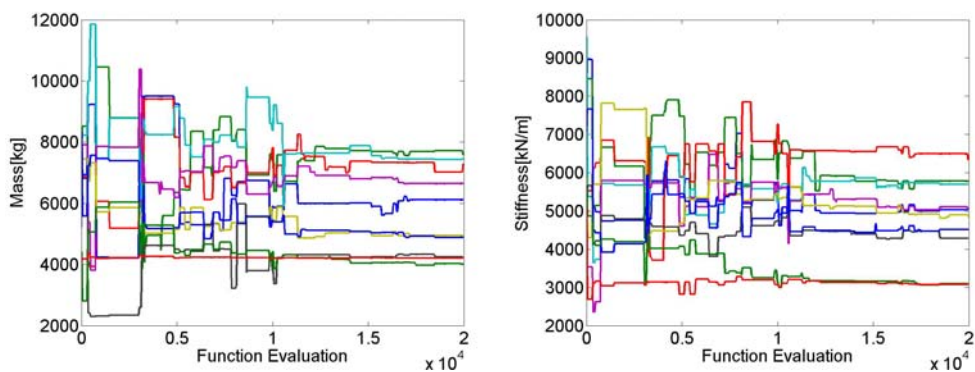 12000
10000
8000
6000
4000
2000
Mass[kg]
0 0.5 1 1.5 2
Function Evaluation
x 10^4
10000
9000
8000
7000
6000
5000
4000
3000
2000
Stiffness[kN/m]
0 0.5 1 1.5 2
Function Evaluation
x 10^4